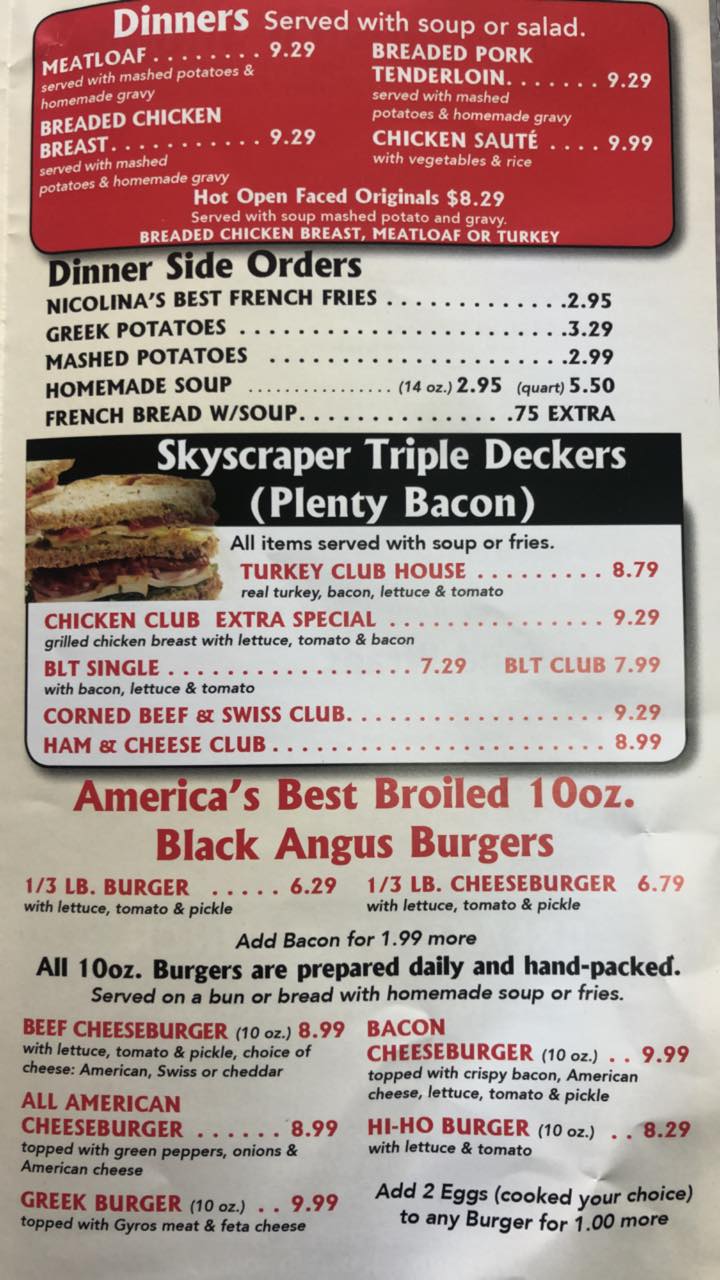 Dinners Served with soup or salad.
MEATLOAF ........ 9.29
served with mashed potatoes &
homemade gravy
BREADED CHICKEN
BREAST........... 9.29
served with mashed
potatoes & homemade gravy
BREADED PORK
TENDERLOIN....... 9.29
served with mashed
potatoes & homemade gravy
CHICKEN SAUTÉ .... 9.99
with vegetables & rice
Hot Open Faced Originals $8.29
Served with soup mashed potato and gravy.
BREADED CHICKEN BREAST, MEATLOAF OR TURKEY
Dinner Side Orders
NICOLINA'S BEST FRENCH FRIES .............2.95
GREEK POTATOES .......................3.29
MASHED POTATOES .....................2.99
HOMEMADE SOUP ................ (14 oz.) 2.95 (quart) 5.50
FRENCH BREAD W/SOUP................75 EXTRA
Skyscraper Triple Deckers
(Plenty Bacon)
All items served with soup or fries.
TURKEY CLUB HOUSE ......... 8.79
real turkey, bacon, lettuce & tomato
CHICKEN CLUB EXTRA SPECIAL ............... 9.29
grilled chicken breast with lettuce, tomato & bacon
BLT SINGLE ................. 7.29 BLT CLUB 7.99
with bacon, lettuce & tomato
CORNED BEEF & SWISS CLUB.................. 9.29
HAM & CHEESE CLUB....................... 8.99
America's Best Broiled 10oz.
Black Angus Burgers
1/3 LB. BURGER ..... 6.29
with lettuce, tomato & pickle
1/3 LB. CHEESEBURGER 6.79
with lettuce, tomato & pickle
Add Bacon for 1.99 more
All 10oz. Burgers are prepared daily and hand-packed.
Served on a bun or bread with homemade soup or fries.
BEEF CHEESEBURGER (10 oz.) 8.99
with lettuce, tomato & pickle, choice of
cheese: American, Swiss or cheddar
ALL AMERICAN
CHEESEBURGER ...... 8.99
topped with green peppers, onions &
American cheese
GREEK BURGER (10 oz.) .. 9.99
topped with Gyros meat & feta cheese
BACON
CHEESEBURGER (10 oz.) .. 9.99
topped with crispy bacon, American
cheese, lettuce, tomato & pickle
HI-HO BURGER (10 oz.) .. 8.29
with lettuce & tomato
Add 2 Eggs (cooked your choice)
to any Burger for 1.00 more